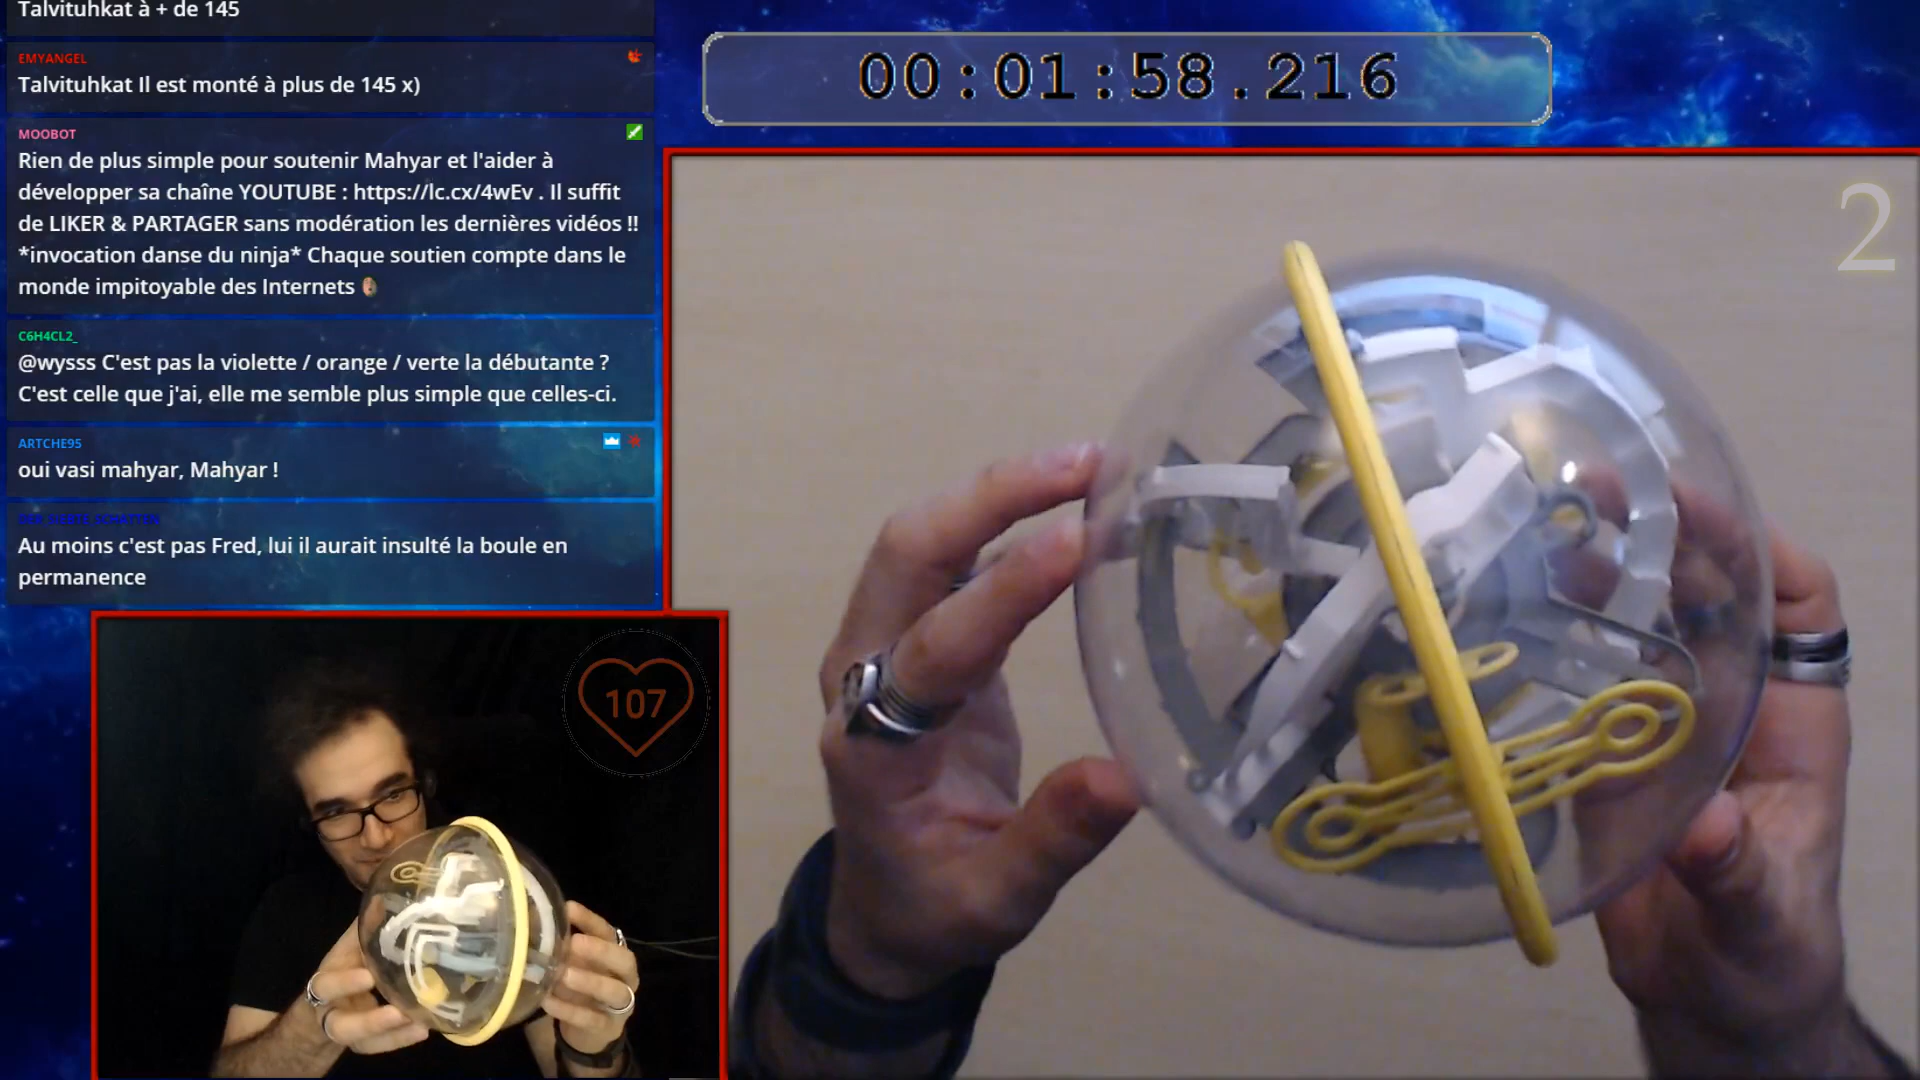 Talvituhkat à + de 145
EMYANGEL
Talvituhkat Il est monté à plus de 145 x)
MOOBOT
Rien de plus simple pour soutenir Mahyar et l'aider à
développer sa chaîne YOUTUBE : https://lc.cx/4wEv . Il suffit
de LIKER & PARTAGER sans modération les dernières vidéos !!
*invocation danse du ninja* Chaque soutien compte dans le
monde impitoyable des Internets
C6H4CL2_
@wysss C'est pas la violette / orange / verte la débutante ?
C'est celle que j'ai, elle me semble plus simple que celles-ci.
ARTCHE95
oui vasi mahyar, Mahyar !
Au moins c'est pas Fred, lui il aurait insulté la boule en
permanence
00:01:58.216
2
107